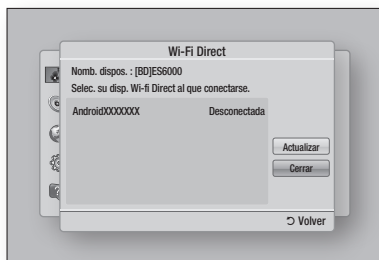 Wi-Fi Direct
Nomb. dispos. : [BD]ES6000
Selec. su disp. Wi-fi Direct al que conectarse.
AndroidXXXXXXX Desconectada
Actualizar
Cerrar
Volver